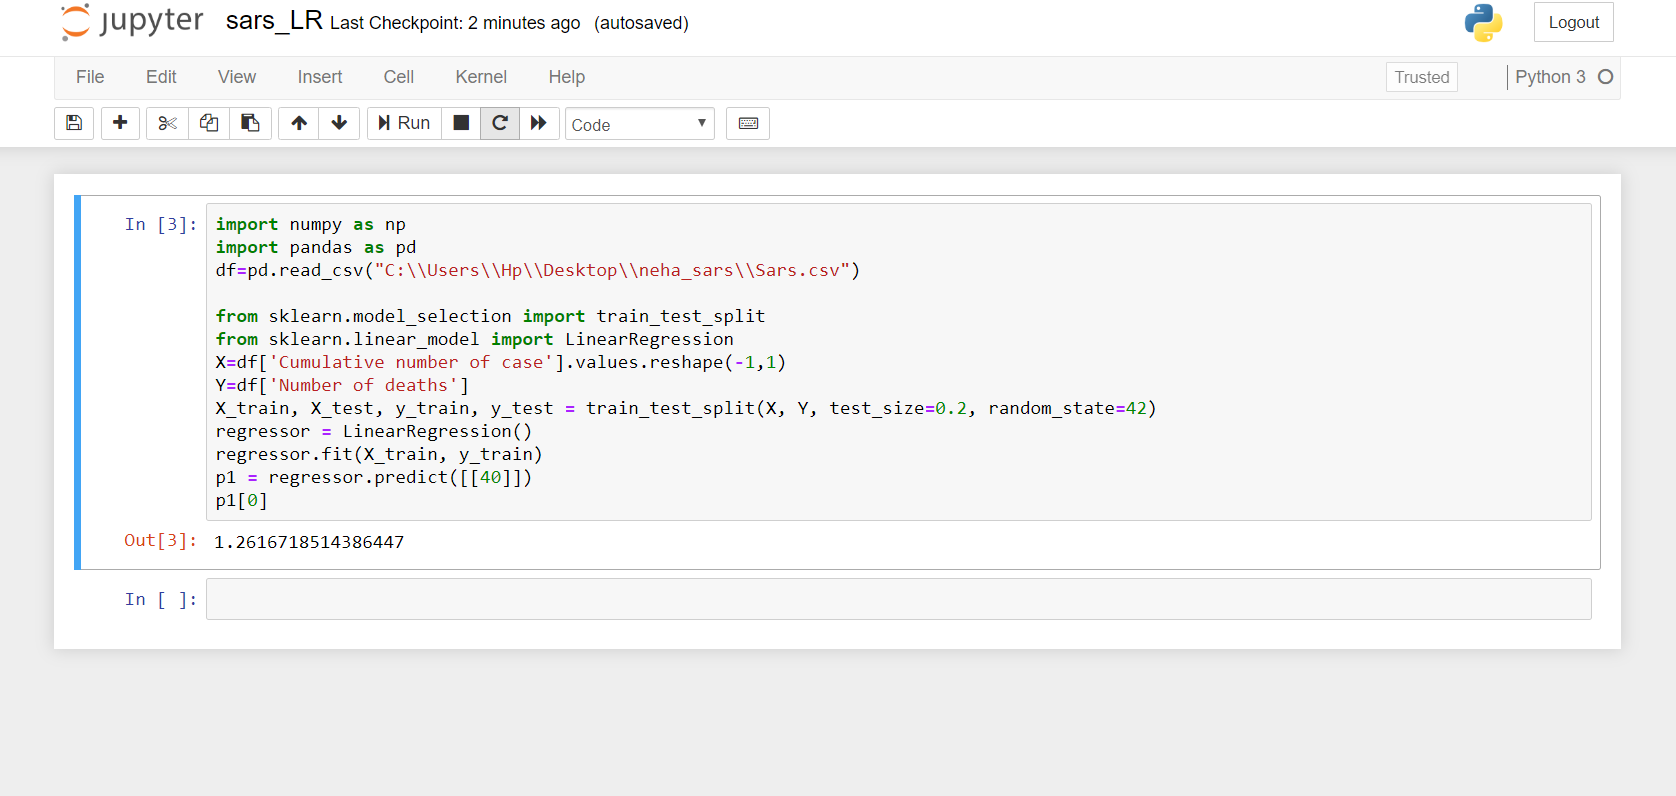 jupyter sars_LR Last Checkpoint: 2 minutes ago (autosaved) Logout
File Edit View Insert Cell Kernel Help Trusted Python 3
Run Code
In [3]: import numpy as np
import pandas as pd
df=pd.read_csv("C:\\Users\\Hp\\Desktop\\neha_sars\\Sars.csv")
from sklearn.model_selection import train_test_split
from sklearn.linear_model import LinearRegression
X=df['Cumulative number of case'].values.reshape(-1,1)
Y=df['Number of deaths']
X_train, X_test, y_train, y_test = train_test_split(X, Y, test_size=0.2, random_state=42)
regressor = LinearRegression()
regressor.fit(X_train, y_train)
p1 = regressor.predict([[40]])
p1[0]
Out[3]: 1.2616718514386447
In [ ]: